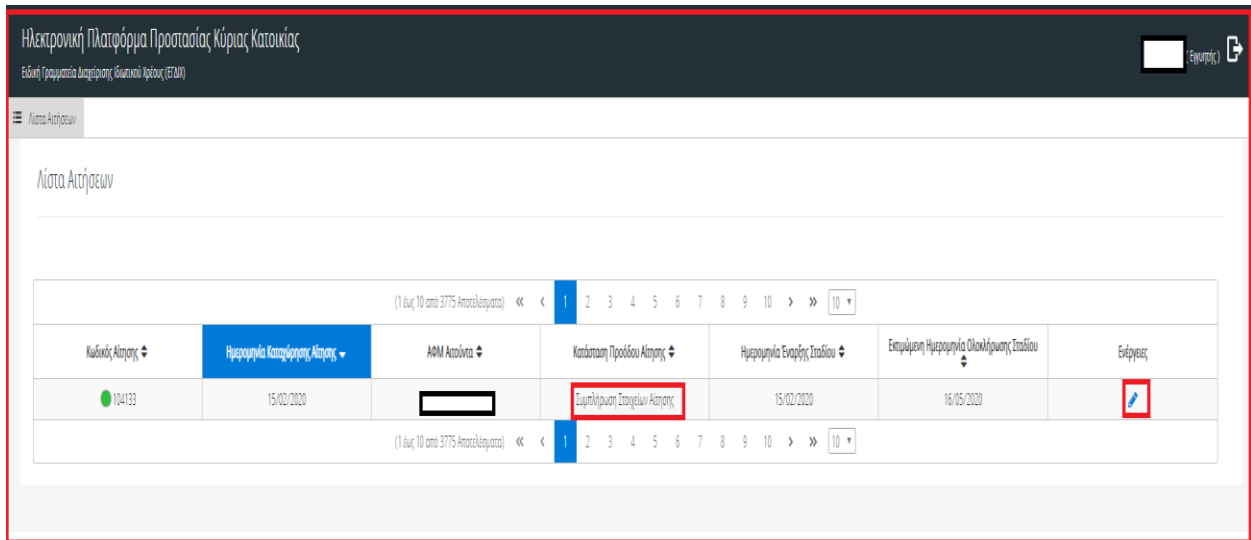 Ηλεκτρονική Πλατφόρμα Προστασίας Κύριας Κατοικίας
Ειδική Γραμματεία Διαχείρισης Ιδιωτικού Χρέους (ΕΓΔΙΧ)
( Εγγυητής )
Λίστα Αιτήσεων
Λίστα Αιτήσεων
(1 έως 10 από 3775 Αποτελέσματα) « ‹ 1 2 3 4 5 6 7 8 9 10 › » 10
Κωδικός Αίτησης Ημερομηνία Καταχώρησης Αίτησης ΑΦΜ Αιτούντα Κατάσταση Προόδου Αίτησης Ημερομηνία Έναρξης Σταδίου Εκτιμώμενη Ημερομηνία Ολοκλήρωσης Σταδίου Ενέργειες
104133 15/02/2020 Συμπλήρωση Στοιχείων Αίτησης 15/02/2020 16/05/2020
(1 έως 10 από 3775 Αποτελέσματα) « ‹ 1 2 3 4 5 6 7 8 9 10 › » 10